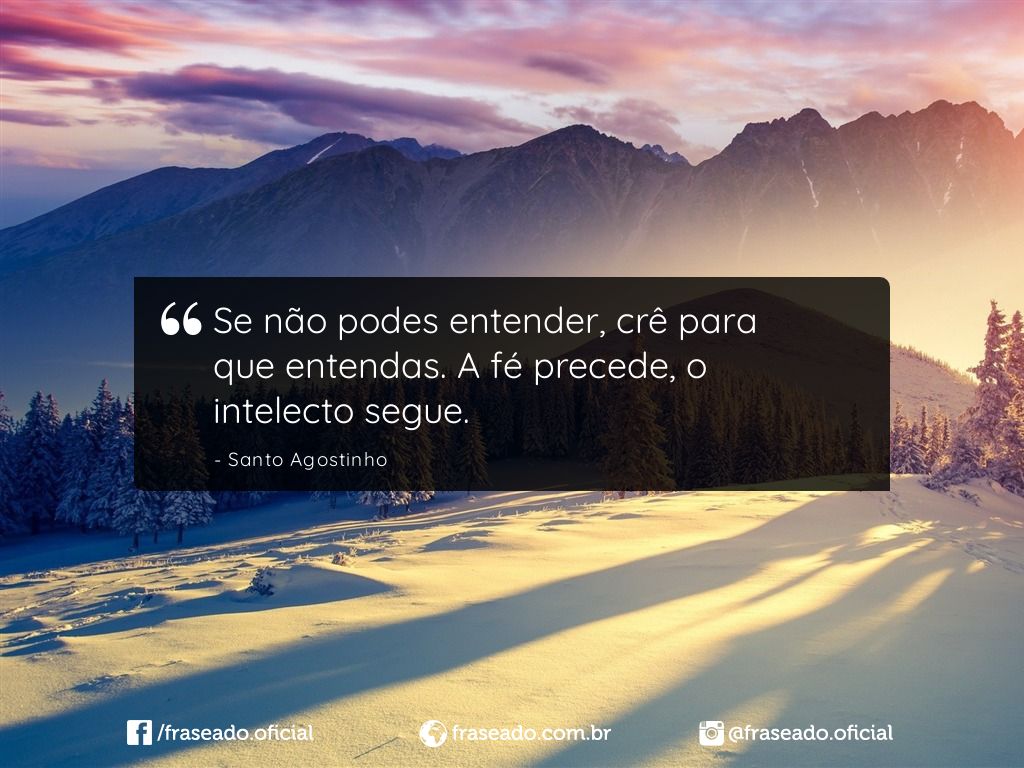 ❝ Se não podes entender, crê para
que entendas. A fé precede, o
intelecto segue.
- Santo Agostinho
/fraseado.oficial fraseado.com.br @fraseado.oficial